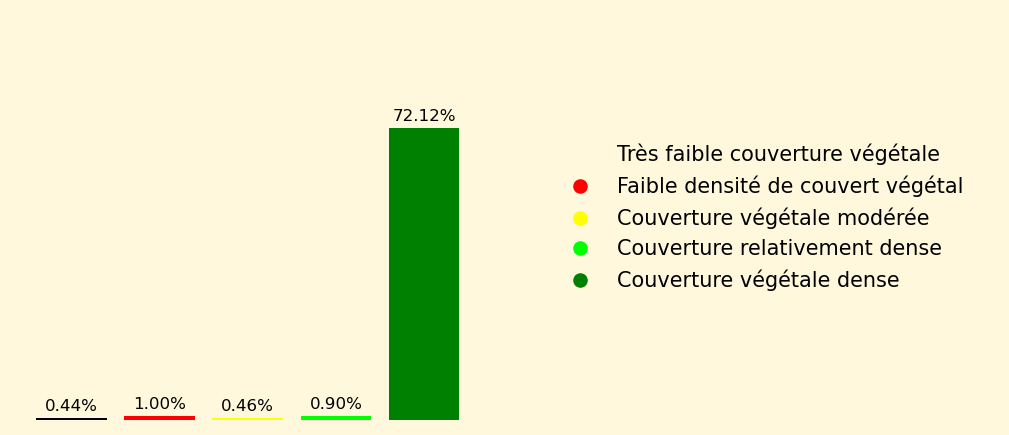 72.12%
0.44%
1.00%
0.46%
0.90%
Très faible couverture végétale
Faible densité de couvert végétal
Couverture végétale modérée
Couverture relativement dense
Couverture végétale dense